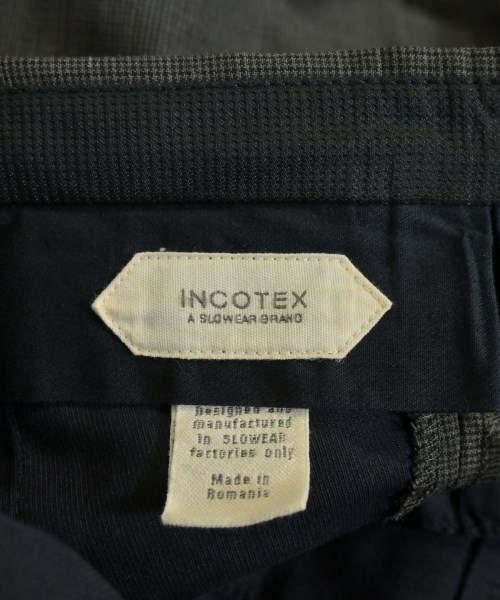 INCOTEX
A SLOWEAR BRAND
Designed and
manufactured
in SLOWEAR
factories only
Made in
Romania